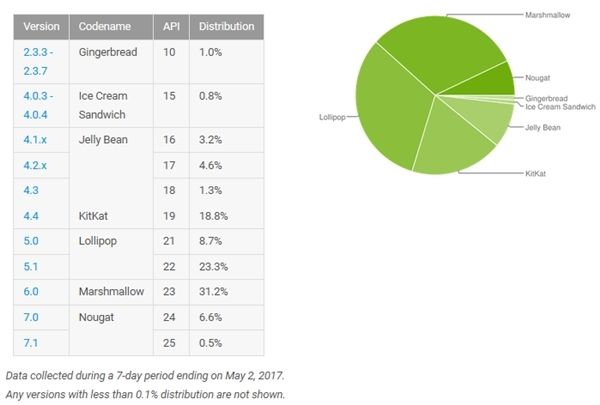 Version Codename API Distribution
2.3.3 - Gingerbread 10 1.0%
2.3.7
4.0.3 - Ice Cream 15 0.8%
4.0.4 Sandwich
4.1.x Jelly Bean 16 3.2%
4.2.x 17 4.6%
4.3 18 1.3%
4.4 KitKat 19 18.8%
5.0 Lollipop 21 8.7%
5.1 22 23.3%
6.0 Marshmallow 23 31.2%
7.0 Nougat 24 6.6%
7.1 25 0.5%
Marshmallow
Nougat
Gingerbread
Ice Cream Sandwich
Jelly Bean
KitKat
Lollipop
Data collected during a 7-day period ending on May 2, 2017.
Any versions with less than 0.1% distribution are not shown.